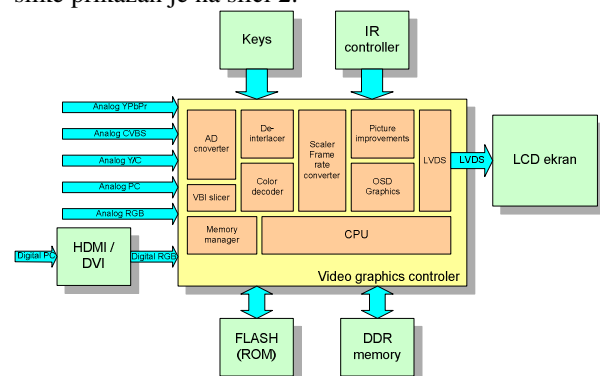 slike prikazan je na slici 2.
Keys
IR
controller
Analog YPbPr
Analog CVBS
Analog Y/C
Analog PC
Analog RGB
Digital PC
HDMI /
DVI
Digital RGB
AD
cnoverter
De-
interlacer
Scaler
Frame
rate
converter
Picture
improvements
LVDS
VBI slicer
Color
decoder
OSD
Graphics
Memory
manager
CPU
Video graphics controler
LVDS
LCD ekran
FLASH
(ROM)
DDR
memory